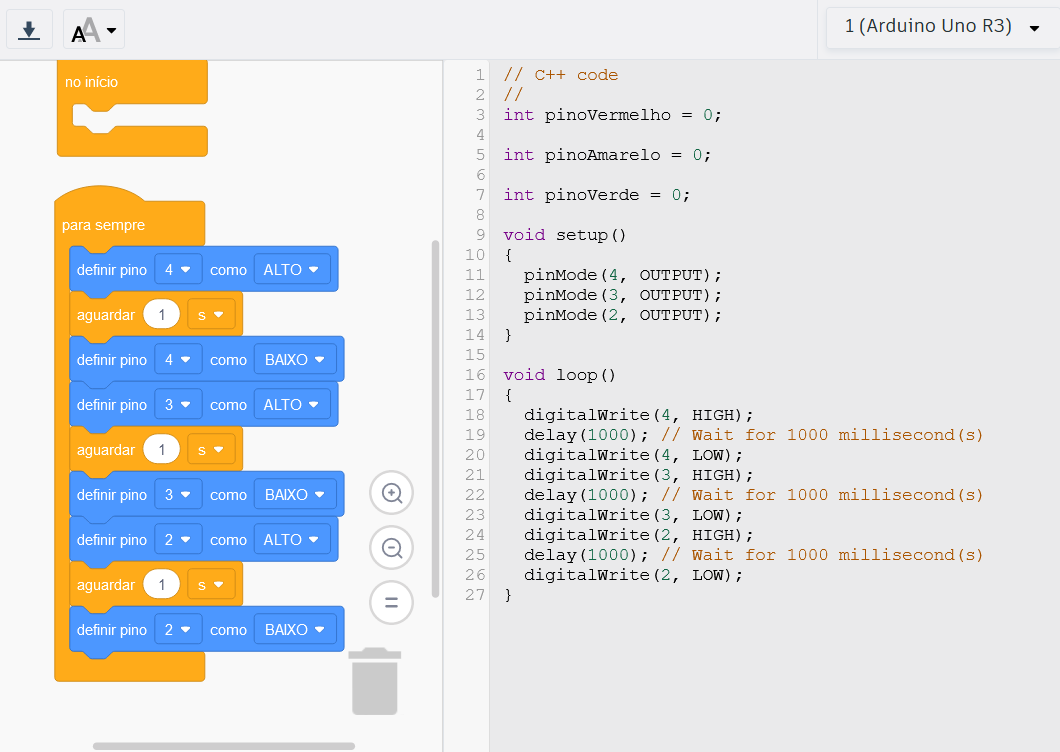 AA
1 (Arduino Uno R3)
no início
para sempre
definir pino 4 como ALTO
aguardar 1 s
definir pino 4 como BAIXO
definir pino 3 como ALTO
aguardar 1 s
definir pino 3 como BAIXO
definir pino 2 como ALTO
aguardar 1 s
definir pino 2 como BAIXO
1 // C++ code
2 //
3 int pinoVermelho = 0;
4
5 int pinoAmarelo = 0;
6
7 int pinoVerde = 0;
8
9 void setup()
10 {
11   pinMode(4, OUTPUT);
12   pinMode(3, OUTPUT);
13   pinMode(2, OUTPUT);
14 }
15
16 void loop()
17 {
18   digitalWrite(4, HIGH);
19   delay(1000); // Wait for 1000 millisecond(s)
20   digitalWrite(4, LOW);
21   digitalWrite(3, HIGH);
22   delay(1000); // Wait for 1000 millisecond(s)
23   digitalWrite(3, LOW);
24   digitalWrite(2, HIGH);
25   delay(1000); // Wait for 1000 millisecond(s)
26   digitalWrite(2, LOW);
27 }